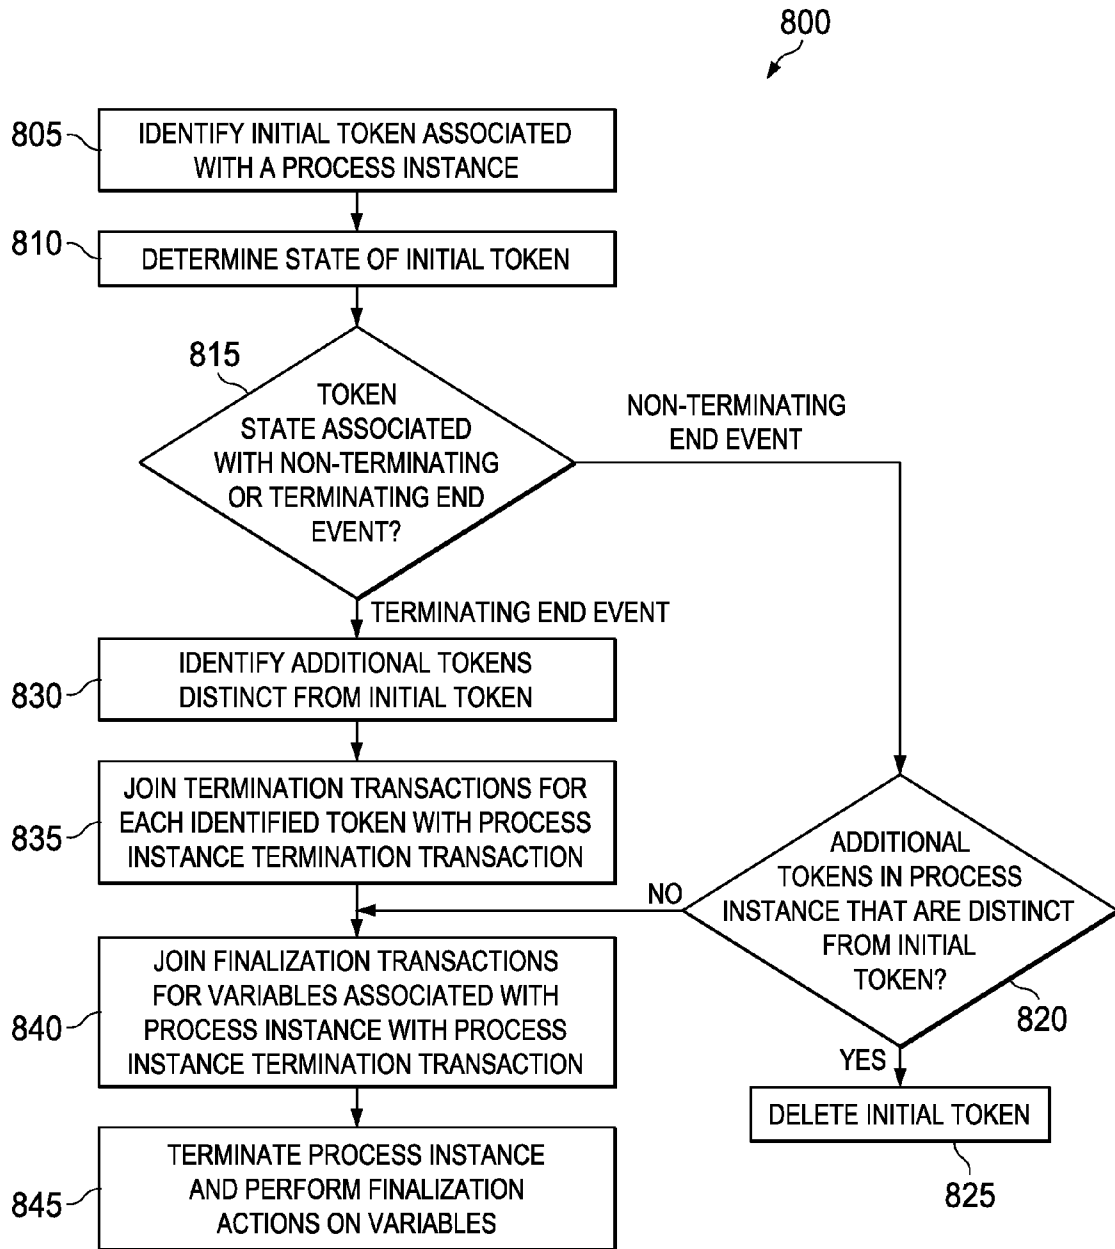 800
805
IDENTIFY INITIAL TOKEN ASSOCIATED
WITH A PROCESS INSTANCE
810
DETERMINE STATE OF INITIAL TOKEN
815
TOKEN
STATE ASSOCIATED
WITH NON-TERMINATING
OR TERMINATING END
EVENT?
NON-TERMINATING
END EVENT
TERMINATING END EVENT
830
IDENTIFY ADDITIONAL TOKENS
DISTINCT FROM INITIAL TOKEN
835
JOIN TERMINATION TRANSACTIONS FOR
EACH IDENTIFIED TOKEN WITH PROCESS
INSTANCE TERMINATION TRANSACTION
ADDITIONAL
TOKENS IN PROCESS
INSTANCE THAT ARE DISTINCT
FROM INITIAL
TOKEN?
820
NO
YES
840
JOIN FINALIZATION TRANSACTIONS
FOR VARIABLES ASSOCIATED WITH
PROCESS INSTANCE WITH PROCESS
INSTANCE TERMINATION TRANSACTION
DELETE INITIAL TOKEN
825
845
TERMINATE PROCESS INSTANCE
AND PERFORM FINALIZATION
ACTIONS ON VARIABLES